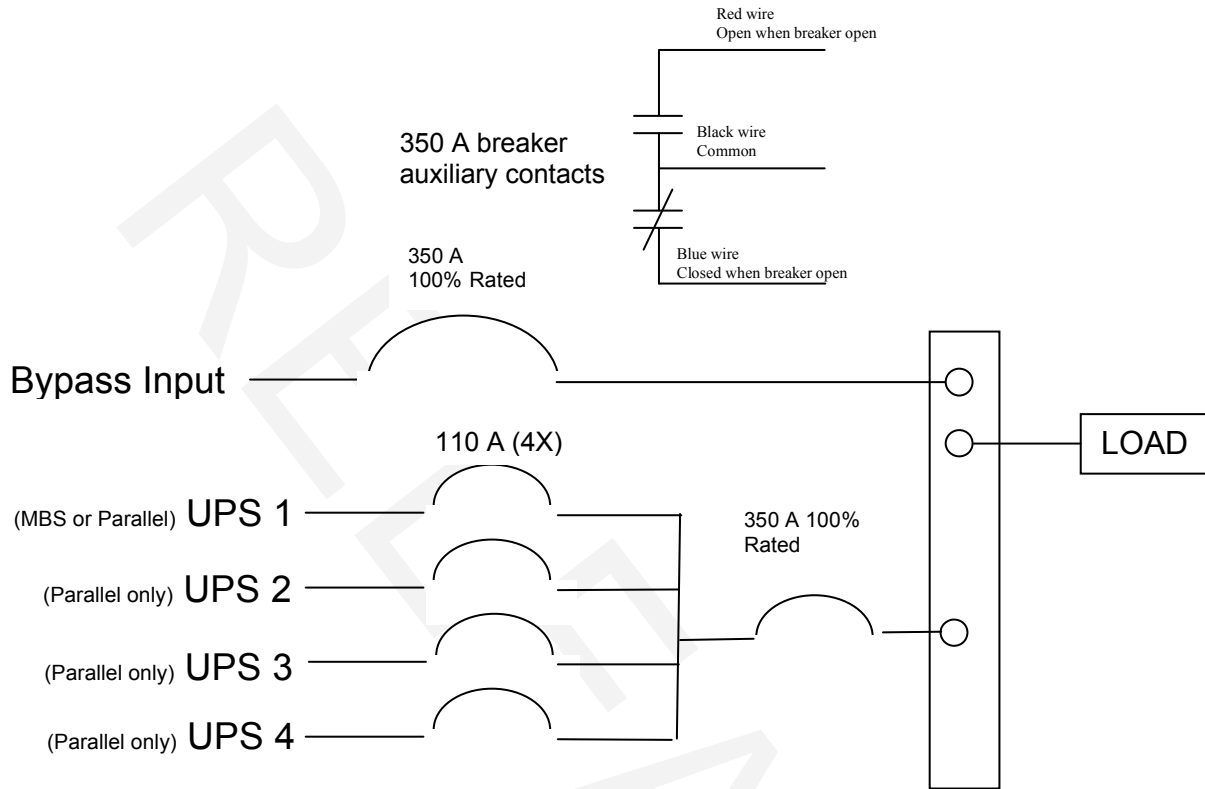 Red wire
Open when breaker open
350 A breaker
auxiliary contacts
Black wire
Common
Blue wire
Closed when breaker open
350 A
100% Rated
Bypass Input
LOAD
110 A (4X)
(MBS or Parallel) UPS 1
350 A 100%
Rated
(Parallel only) UPS 2
(Parallel only) UPS 3
(Parallel only) UPS 4